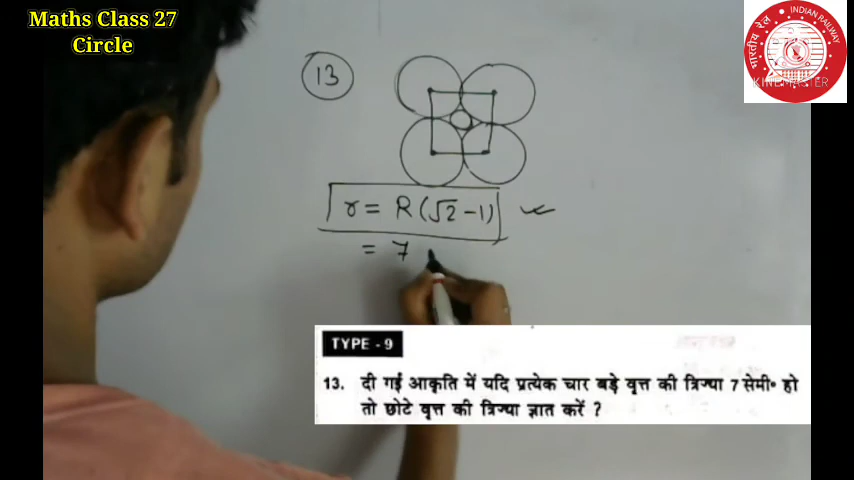 Maths Class 27
Circle
भारतीय रेल INDIAN RAILWAY
KINEMASTER
13
r = R(√2-1)
= 7
TYPE - 9
13. दी गई आकृति में यदि प्रत्येक चार बड़े वृत्त की त्रिज्या 7 सेमी॰ हो
तो छोटे वृत्त की त्रिज्या ज्ञात करें ?